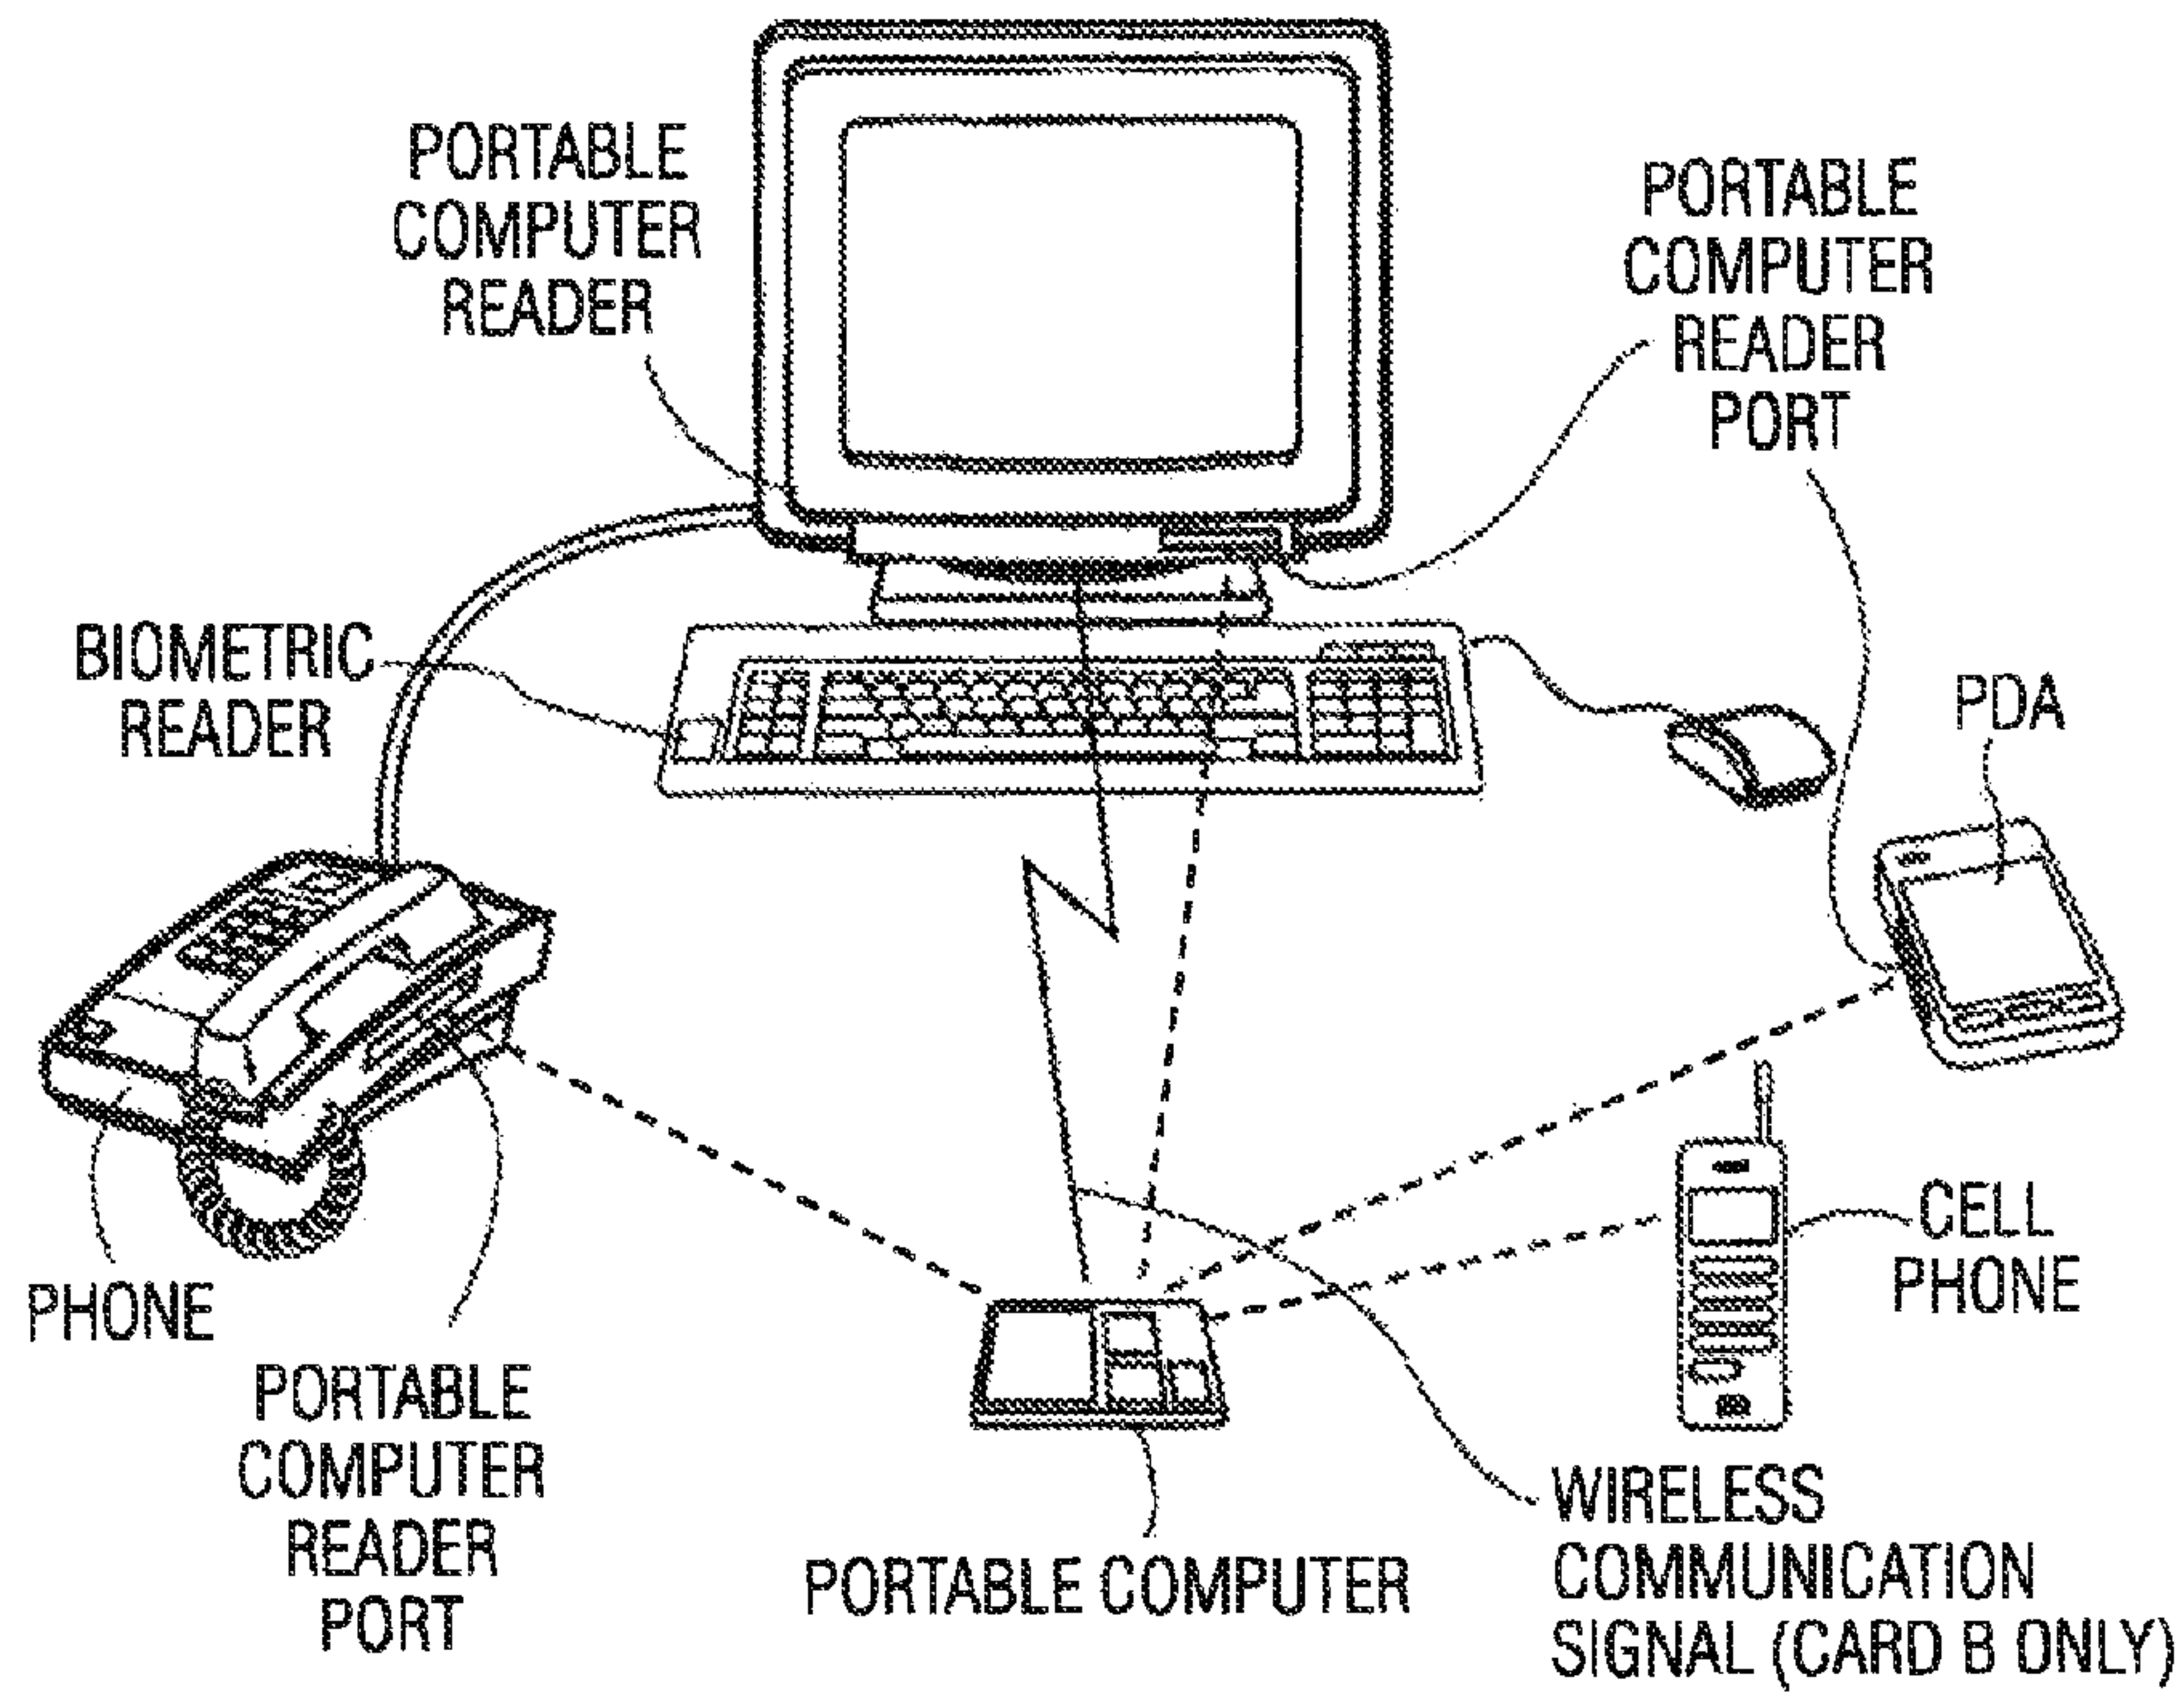 PORTABLE
COMPUTER
READER
PORTABLE
COMPUTER
READER
PORT
BIOMETRIC
READER
PDA
CELL
PHONE
PHONE
PORTABLE
COMPUTER
READER
PORT
PORTABLE COMPUTER
WIRELESS
COMMUNICATION
SIGNAL (CARD B ONLY)